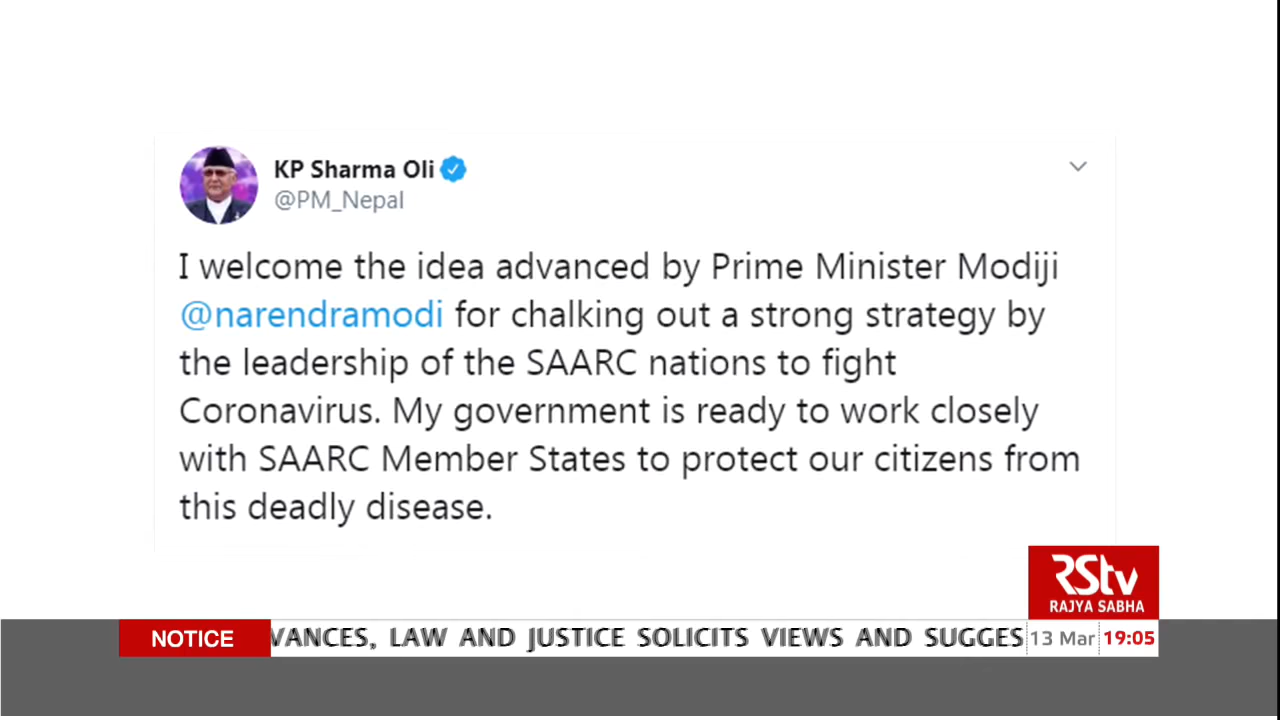 KP Sharma Oli
@PM_Nepal
I welcome the idea advanced by Prime Minister Modiji
@narendramodi for chalking out a strong strategy by
the leadership of the SAARC nations to fight
Coronavirus. My government is ready to work closely
with SAARC Member States to protect our citizens from
this deadly disease.
RStv
RAJYA SABHA
NOTICE VANCES, LAW AND JUSTICE SOLICITS VIEWS AND SUGGES 13 Mar 19:05